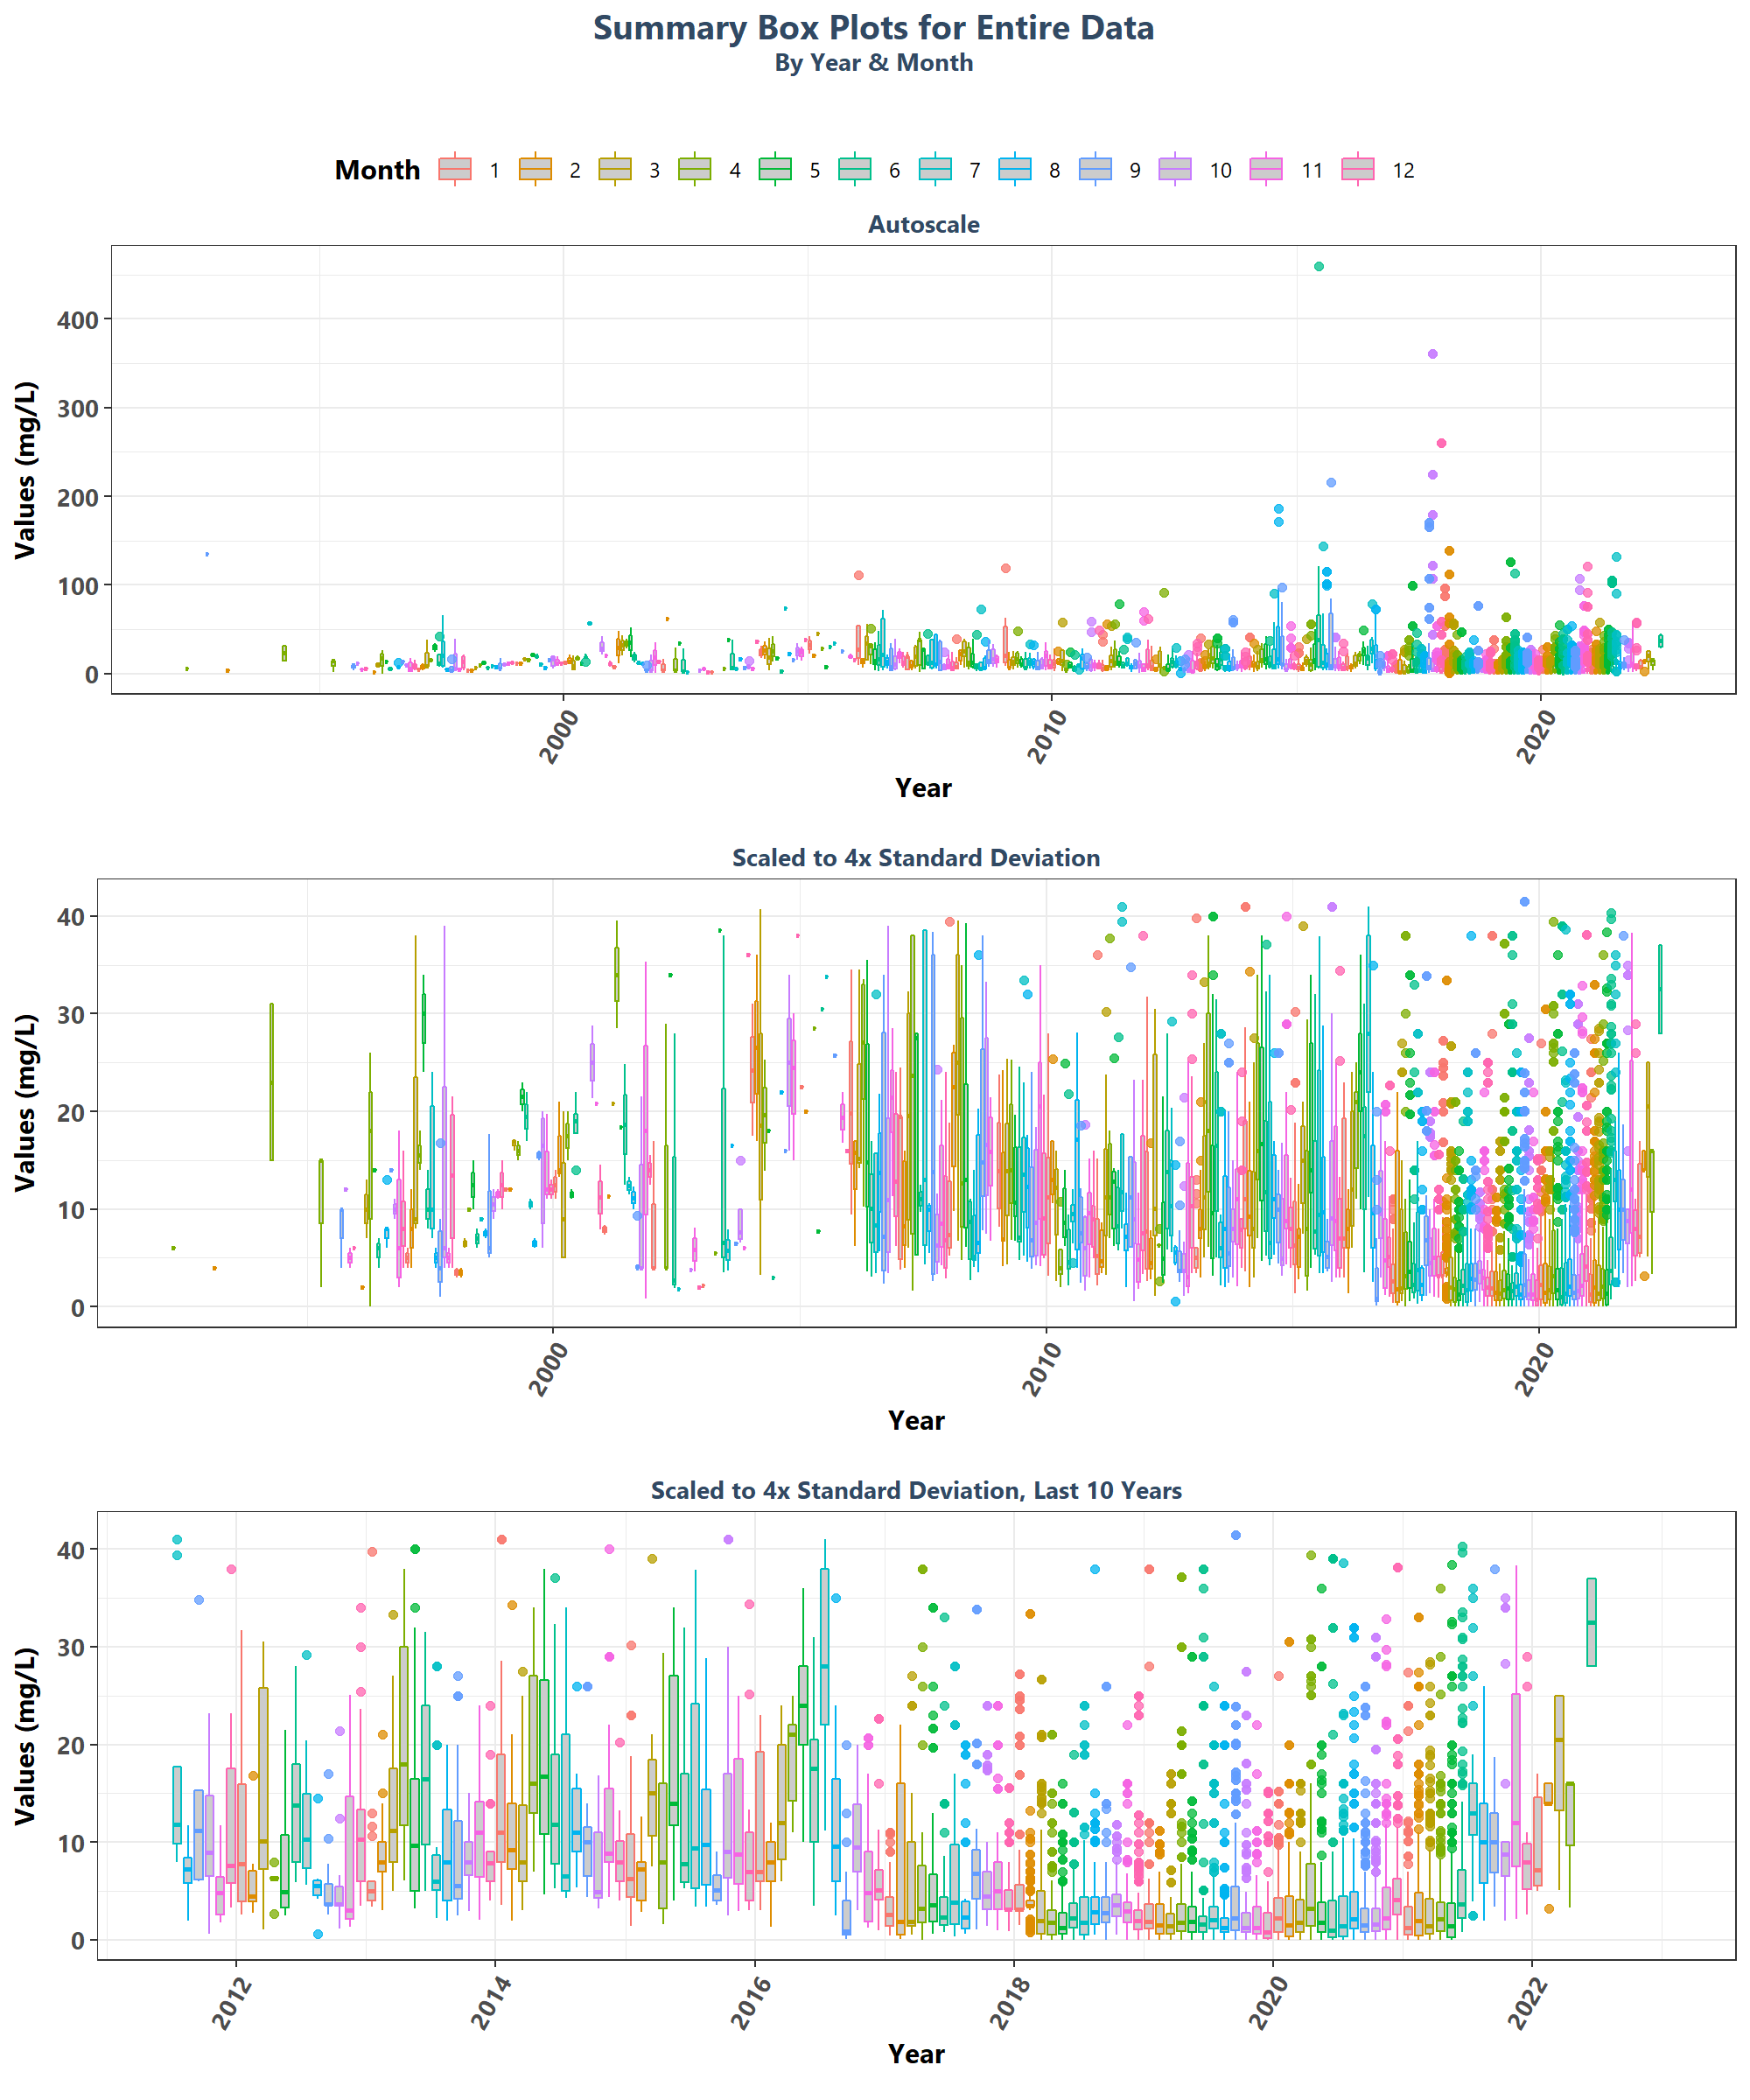 Summary Box Plots for Entire Data
By Year & Month
Month 1 2 3 4 5 6 7 8 9 10 11 12
Autoscale
Values (mg/L)
400
300
200
100
0
2000 2010 2020
Year
Scaled to 4x Standard Deviation
Values (mg/L)
40
30
20
10
0
2000 2010 2020
Year
Scaled to 4x Standard Deviation, Last 10 Years
Values (mg/L)
40
30
20
10
0
2012 2014 2016 2018 2020 2022
Year